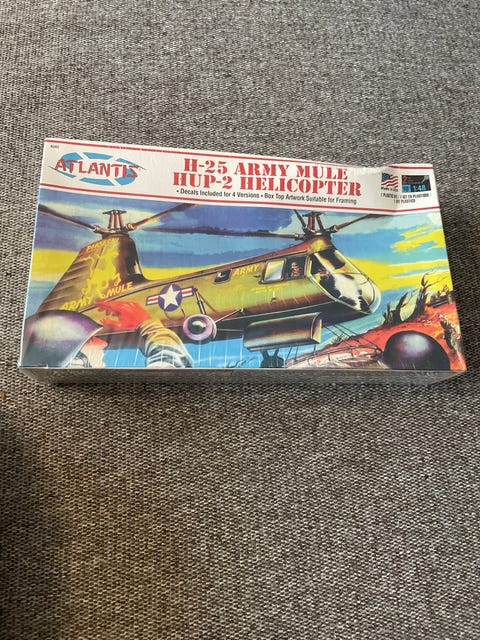 ATLANTIS
H-25 ARMY MULE
HUP-2 HELICOPTER
• Decals Included for 4 Versions • Box Top Artwork Suitable for Framing
1:48
ARMY
ARMY MULE